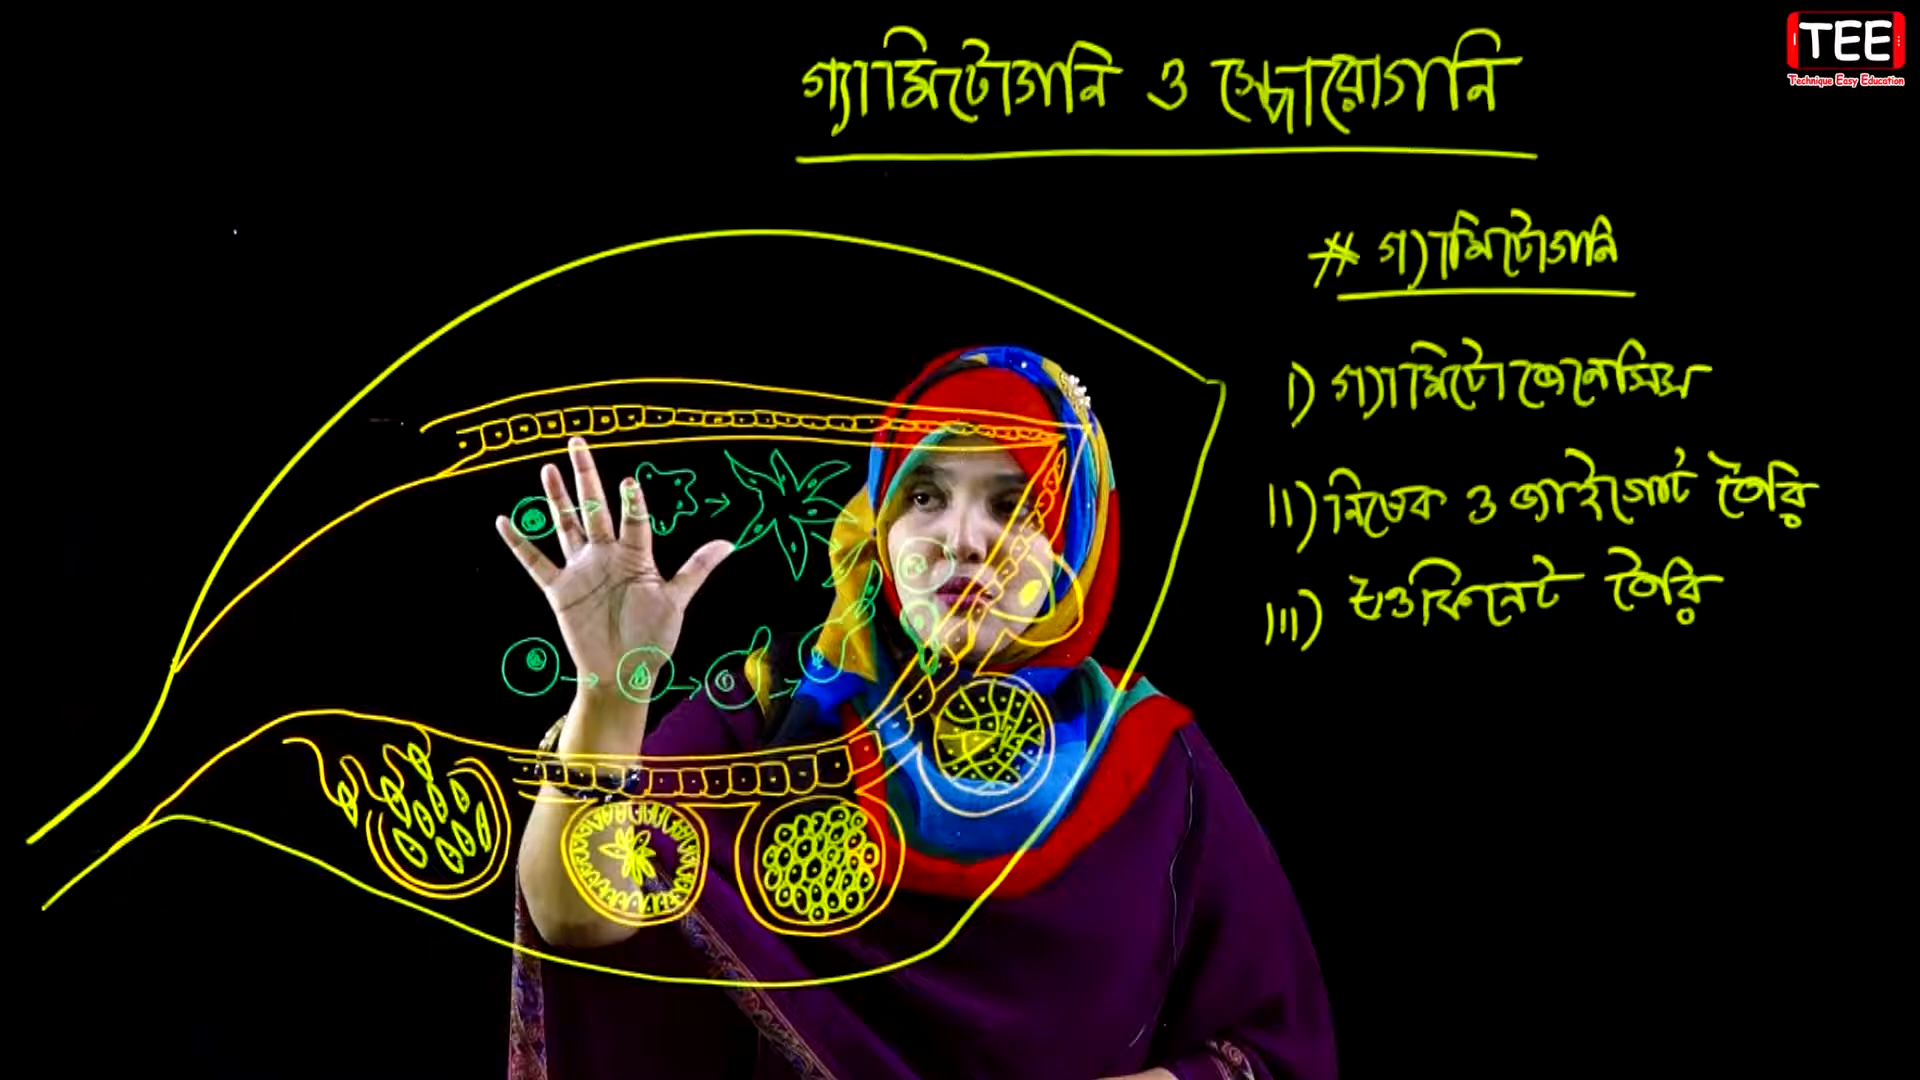 গ্যামিটোগনি ও স্পোরোগনি
TEE
Technique Easy Education
# গ্যামিটোগনি
I) গ্যামিটোজেনেসিস
II) নিষেক ও জাইগোট তৈরি
III) উওকিনেট তৈরি